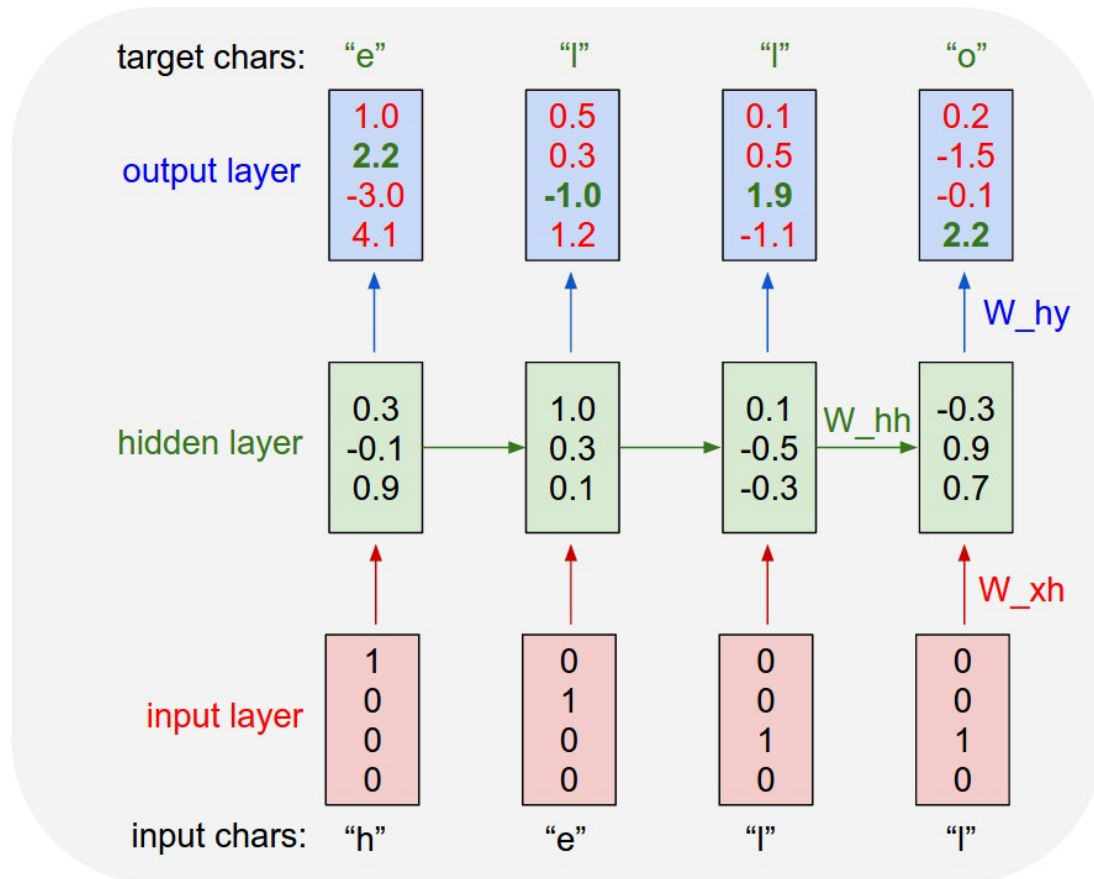 target chars: “e” “l” “l” “o”
output layer
1.0 0.5 0.1 0.2
2.2 0.3 0.5 -1.5
-3.0 -1.0 1.9 -0.1
4.1 1.2 -1.1 2.2
W_hy
hidden layer
0.3 1.0 0.1 -0.3
-0.1 0.3 -0.5 0.9
0.9 0.1 -0.3 0.7
W_hh
W_xh
input layer
1 0 0 0
0 1 0 0
0 0 1 1
0 0 0 0
input chars: “h” “e” “l” “l”